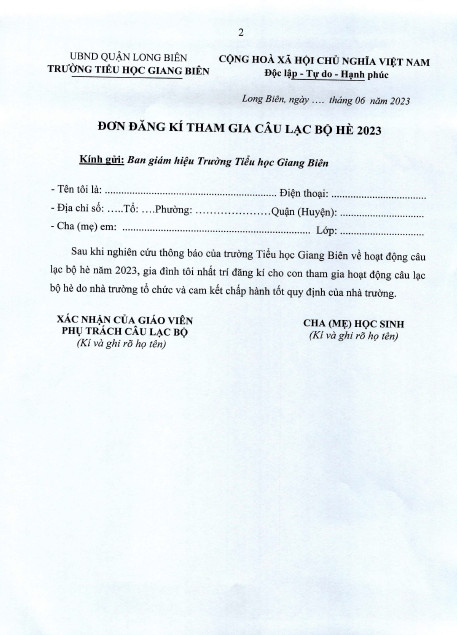 2
UBND QUẬN LONG BIÊN
TRƯỜNG TIỂU HỌC GIANG BIÊN
CỘNG HOÀ XÃ HỘI CHỦ NGHĨA VIỆT NAM
Độc lập - Tự do - Hạnh phúc
Long Biên, ngày .... tháng 06 năm 2023
ĐƠN ĐĂNG KÍ THAM GIA CÂU LẠC BỘ HÈ 2023
Kính gửi: Ban giám hiệu Trường Tiểu học Giang Biên
- Tên tôi là: .................................................... Điện thoại: .............................
- Địa chỉ số: .....Tổ: ....Phường: ........................Quận (Huyện): ..........................
- Cha (mẹ) em: ......................................................... Lớp: ..........................
Sau khi nghiên cứu thông báo của trường Tiểu học Giang Biên về hoạt động câu
lạc bộ hè năm 2023, gia đình tôi nhất trí đăng kí cho con tham gia hoạt động câu lạc
bộ hè do nhà trường tổ chức và cam kết chấp hành tốt quy định của nhà trường.
XÁC NHẬN CỦA GIÁO VIÊN
PHỤ TRÁCH CÂU LẠC BỘ
(Kí và ghi rõ họ tên)
CHA (MẸ) HỌC SINH
(Kí và ghi rõ họ tên)